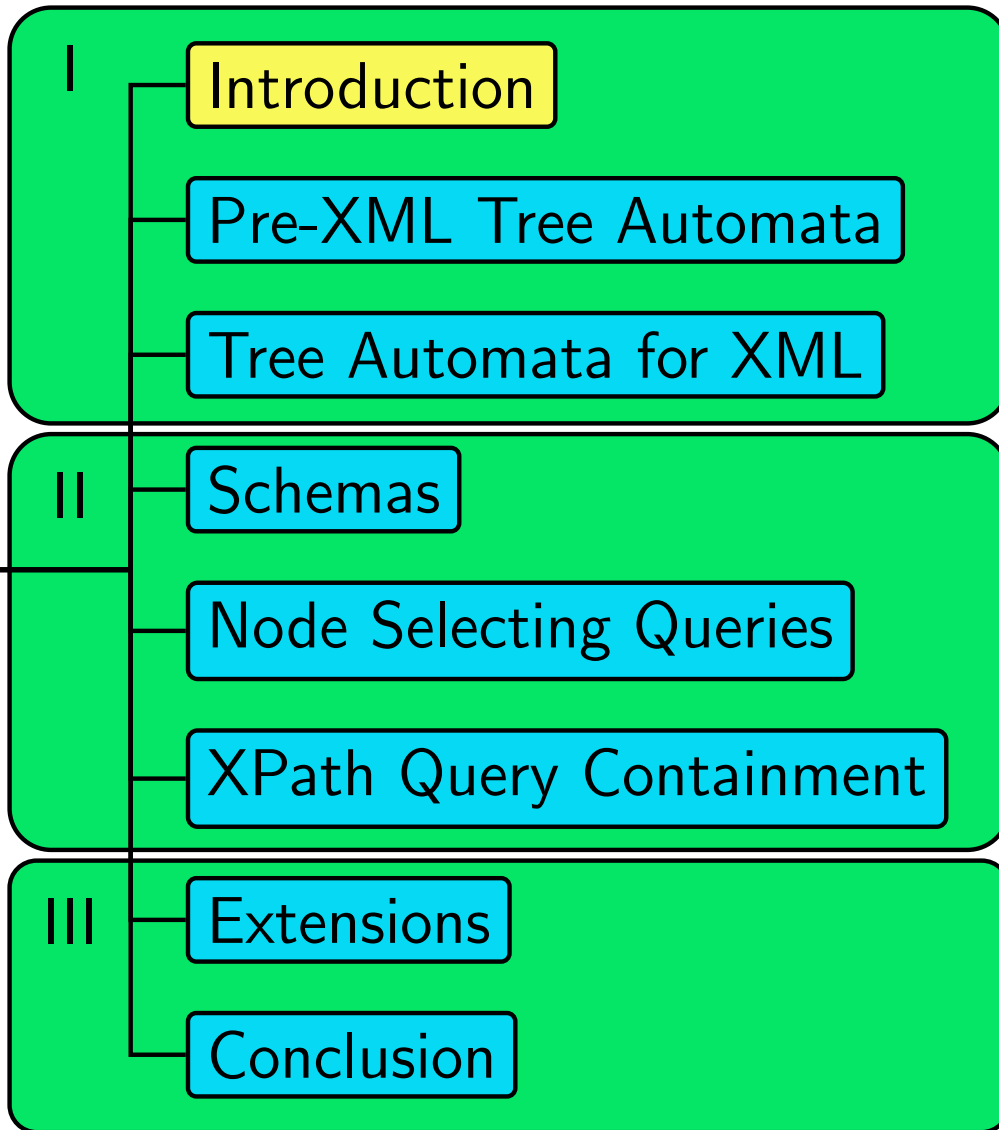 I
Introduction
Pre-XML Tree Automata
Tree Automata for XML
II
Schemas
Node Selecting Queries
XPath Query Containment
III
Extensions
Conclusion